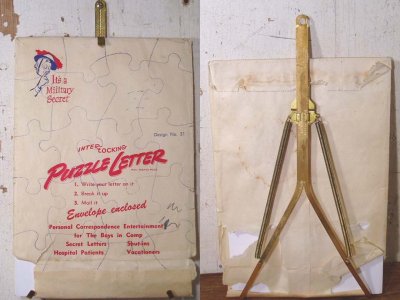 It's a
Military
Secret
Design No. 31
INTER LOCKING
PUZZLE LETTER
1. Write your letter on it
2. Break it up
3. Mail it
Envelope enclosed
Personal Correspondence Entertainment
for The Boys in Camp
Secret Letters Shut-ins
Hospital Patients Vacationers